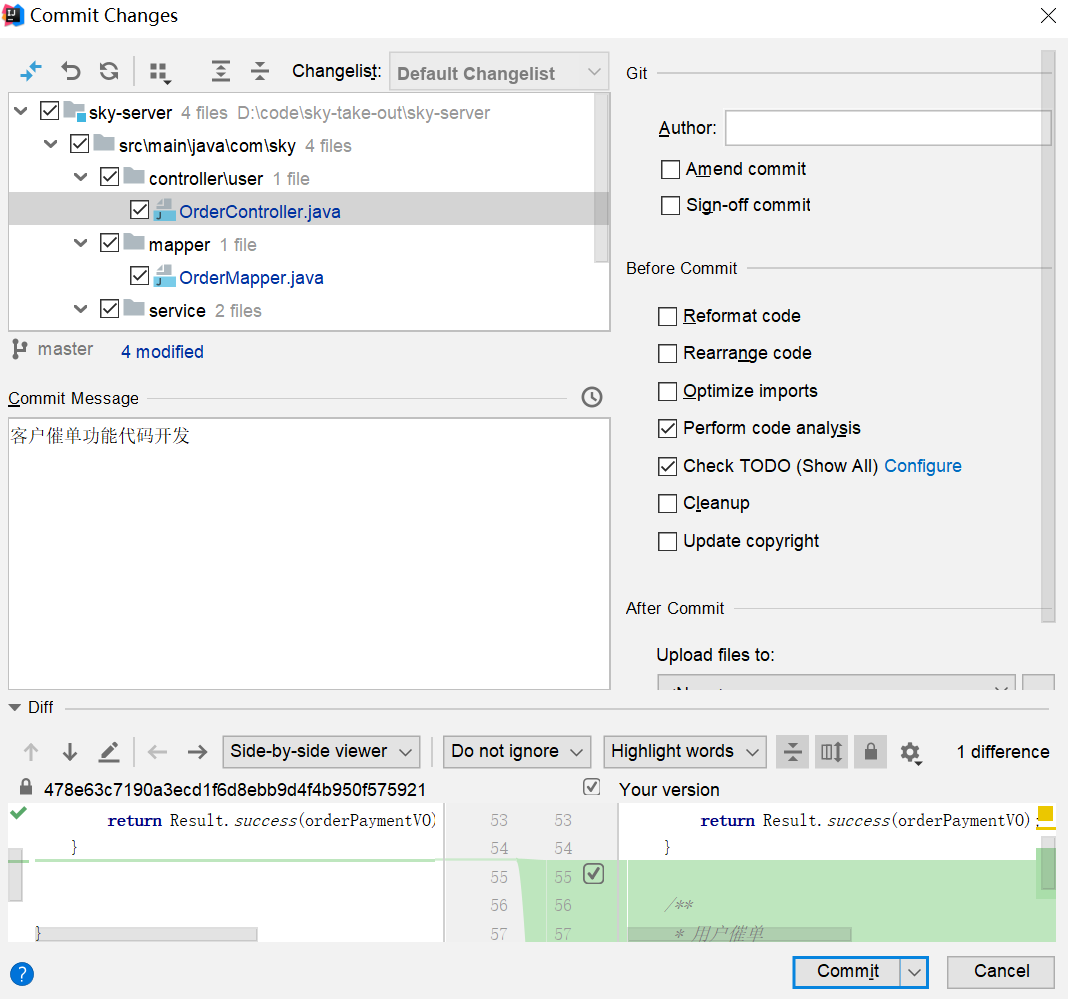 Commit Changes
Changelist: Default Changelist
sky-server 4 files D:\code\sky-take-out\sky-server
src\main\java\com\sky 4 files
controller\user 1 file
OrderController.java
mapper 1 file
OrderMapper.java
service 2 files
master 4 modified
Commit Message
客户催单功能代码开发
Git
Author:
Amend commit
Sign-off commit
Before Commit
Reformat code
Rearrange code
Optimize imports
Perform code analysis
Check TODO (Show All) Configure
Cleanup
Update copyright
After Commit
Upload files to:
Diff
Side-by-side viewer Do not ignore Highlight words 1 difference
478e63c7190a3ecd1f6d8ebb9d4f4b950f575921 Your version
return Result.success(orderPaymentVO) 53 53 return Result.success(orderPaymentVO);
} 54 54 }
55 55
56 56 /**
} 57 57 * 用户催单
? Commit Cancel